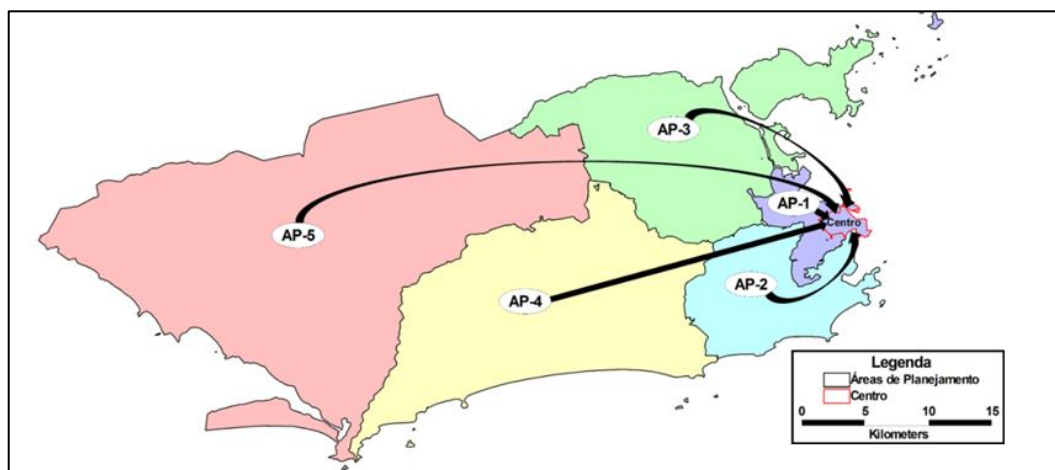 AP-3
AP-1
Centro
AP-5
AP-2
AP-4
Legenda
Áreas de Planejamento
Centro
0 5 10 15
Kilometers